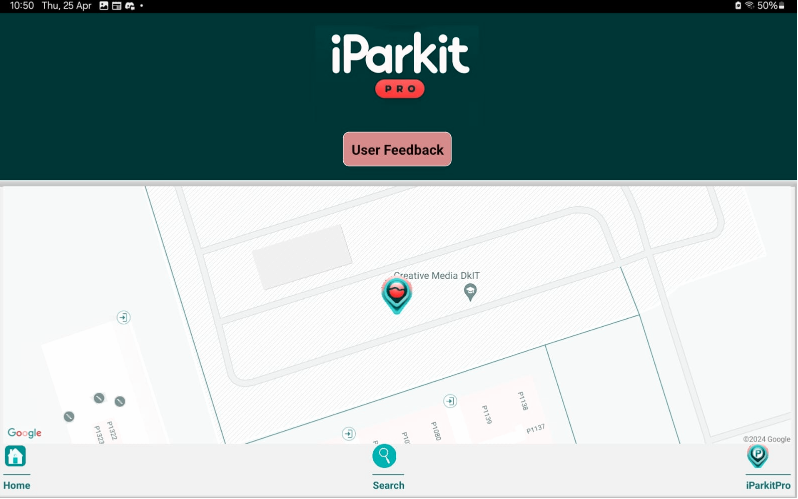 10:50 Thu, 25 Apr
50%
iParkit
PRO
User Feedback
Creative Media DkIT
P1322
P1323
P1080
P1139
P1138
P1137
Google
©2024 Google
Home
Search
iParkitPro